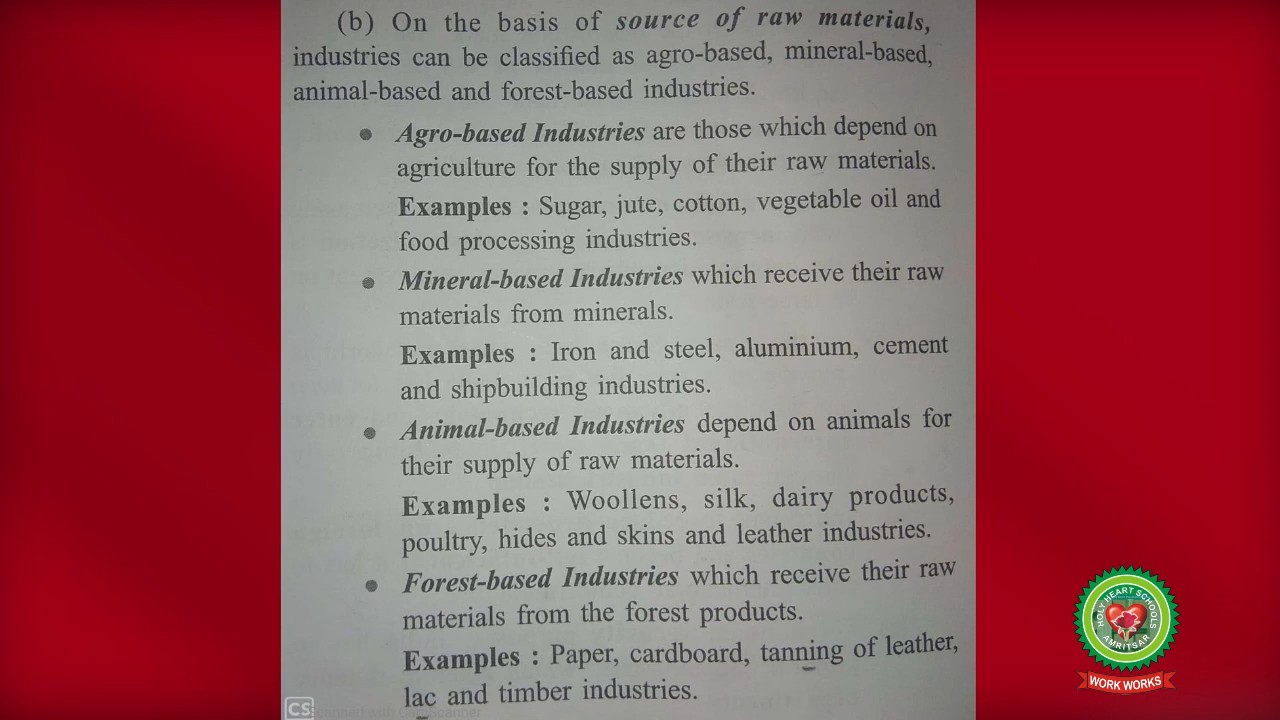 (b) On the basis of source of raw materials,
industries can be classified as agro-based, mineral-based,
animal-based and forest-based industries.
● Agro-based Industries are those which depend on
agriculture for the supply of their raw materials.
Examples : Sugar, jute, cotton, vegetable oil and
food processing industries.
● Mineral-based Industries which receive their raw
materials from minerals.
Examples : Iron and steel, aluminium, cement
and shipbuilding industries.
● Animal-based Industries depend on animals for
their supply of raw materials.
Examples : Woollens, silk, dairy products,
poultry, hides and skins and leather industries.
● Forest-based Industries which receive their raw
materials from the forest products.
Examples : Paper, cardboard, tanning of leather,
lac and timber industries.
CS Scanned with CamScanner
HOLY HEART SCHOOLS
AMRITSAR
WORK WORKS